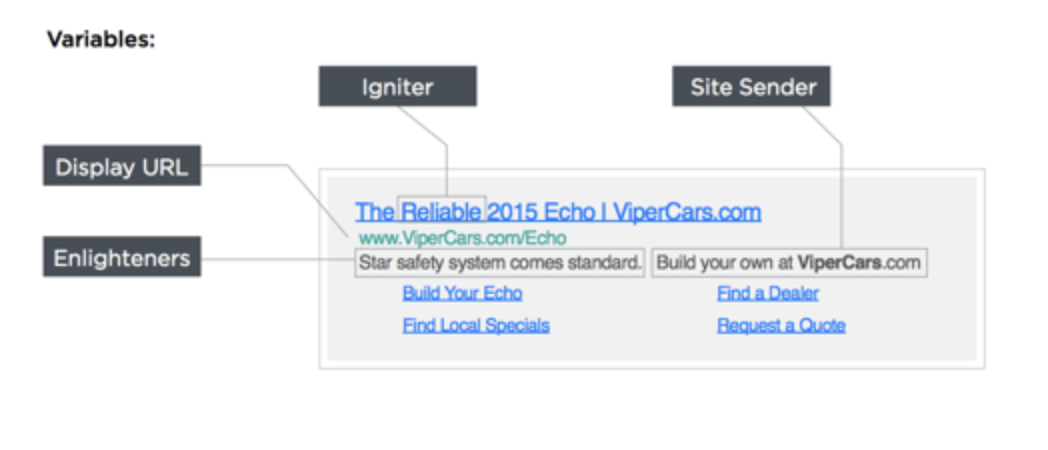 Variables:
Igniter
Site Sender
Display URL
The Reliable 2015 Echo | ViperCars.com
www.ViperCars.com/Echo
Enlighteners
Star safety system comes standard. Build your own at ViperCars.com
Build Your Echo
Find a Dealer
Find Local Specials
Request a Quote